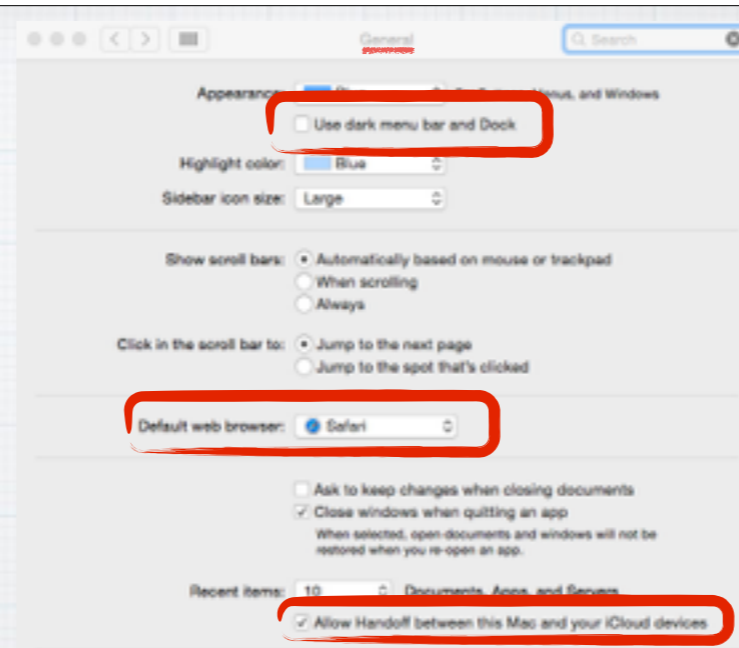 General
Search
Appearance: Menus, and Windows
Use dark menu bar and Dock
Highlight color: Blue
Sidebar icon size: Large
Show scroll bars: Automatically based on mouse or trackpad
When scrolling
Always
Click in the scroll bar to: Jump to the next page
Jump to the spot that's clicked
Default web browser: Safari
Ask to keep changes when closing documents
Close windows when quitting an app
When selected, open documents and windows will not be
restored when you re-open an app.
Recent items: 10 Documents, Apps, and Servers
Allow Handoff between this Mac and your iCloud devices